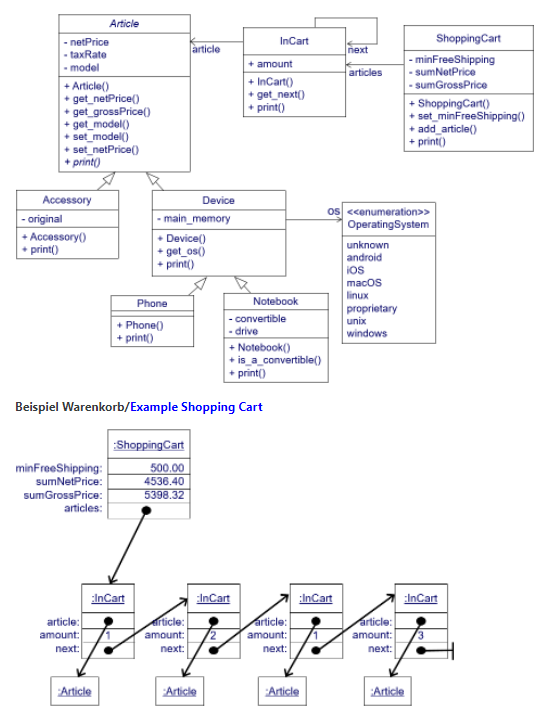 Article
- netPrice
- taxRate
- model
+ Article()
+ get_netPrice()
+ get_grossPrice()
+ get_model()
+ set_model()
+ set_netPrice()
+ print()
article
InCart
+ amount
+ InCart()
+ get_next()
+ print()
next
articles
ShoppingCart
- minFreeShipping
- sumNetPrice
- sumGrossPrice
+ ShoppingCart()
+ set_minFreeShipping()
+ add_article()
+ print()
Accessory
- original
+ Accessory()
+ print()
Device
- main_memory
+ Device()
+ get_os()
+ print()
os
<<enumeration>>
OperatingSystem
unknown
android
iOS
macOS
linux
proprietary
unix
windows
Phone
+ Phone()
+ print()
Notebook
- convertible
- drive
+ Notebook()
+ is_a_convertible()
+ print()
Beispiel Warenkorb/Example Shopping Cart
:ShoppingCart
minFreeShipping: 500.00
sumNetPrice: 4536.40
sumGrossPrice: 5398.32
articles:
:InCart :InCart :InCart :InCart
article: article: article: article:
amount: 1 amount: 2 amount: 1 amount: 3
next: next: next: next:
:Article :Article :Article :Article